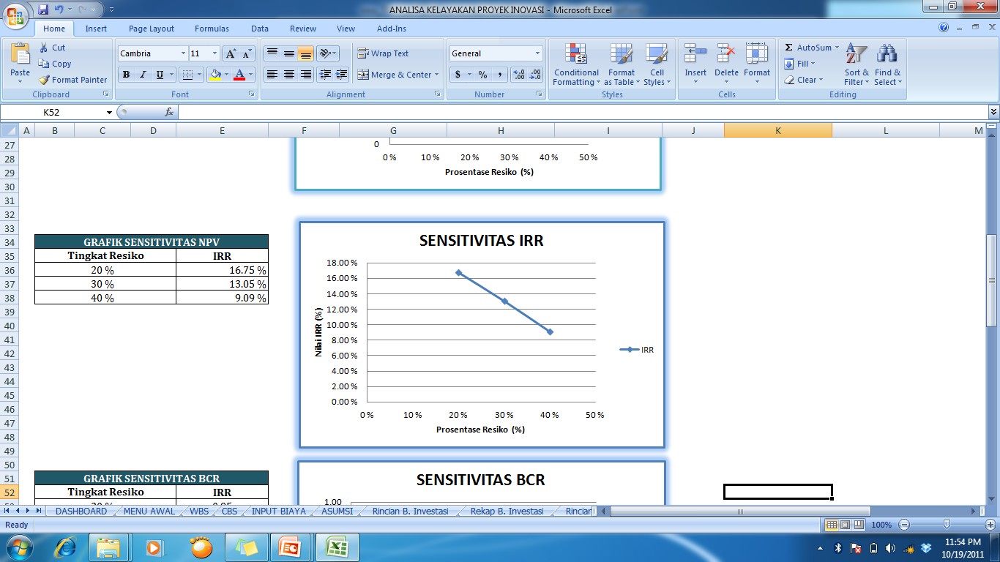 ANALISA KELAYAKAN PROYEK INOVASI - Microsoft Excel
Home Insert Page Layout Formulas Data Review View Add-Ins
Paste Cut Copy Format Painter
Cambria 11 A A
B I U A
Wrap Text
Merge & Center
General
$ % ,
Conditional Formatting Format as Table Cell Styles
Insert Delete Format
Σ AutoSum Fill Clear
Sort & Filter Find & Select
Clipboard Font Alignment Number Styles Cells Editing
K52 fx
A B C D E F G H I J K L M
27
28
29
30
31
32
33
34
35
36
37
38
39
40
41
42
43
44
45
46
47
48
49
50
51
52
0
0 % 10 % 20 % 30 % 40 % 50 %
Prosentase Resiko (%)
GRAFIK SENSITIVITAS NPV
Tingkat Resiko IRR
20 % 16.75 %
30 % 13.05 %
40 % 9.09 %
SENSITIVITAS IRR
Nilai IRR (%)
18.00 %
16.00 %
14.00 %
12.00 %
10.00 %
8.00 %
6.00 %
4.00 %
2.00 %
0.00 %
0 % 10 % 20 % 30 % 40 % 50 %
Prosentase Resiko (%)
IRR
GRAFIK SENSITIVITAS BCR
Tingkat Resiko IRR
SENSITIVITAS BCR
1.00
DASHBOARD MENU AWAL WBS CBS INPUT BIAYA ASUMSI Rincian B. Investasi Rekap B. Investasi Rincian
Ready 100%
11:54 PM
10/19/2011